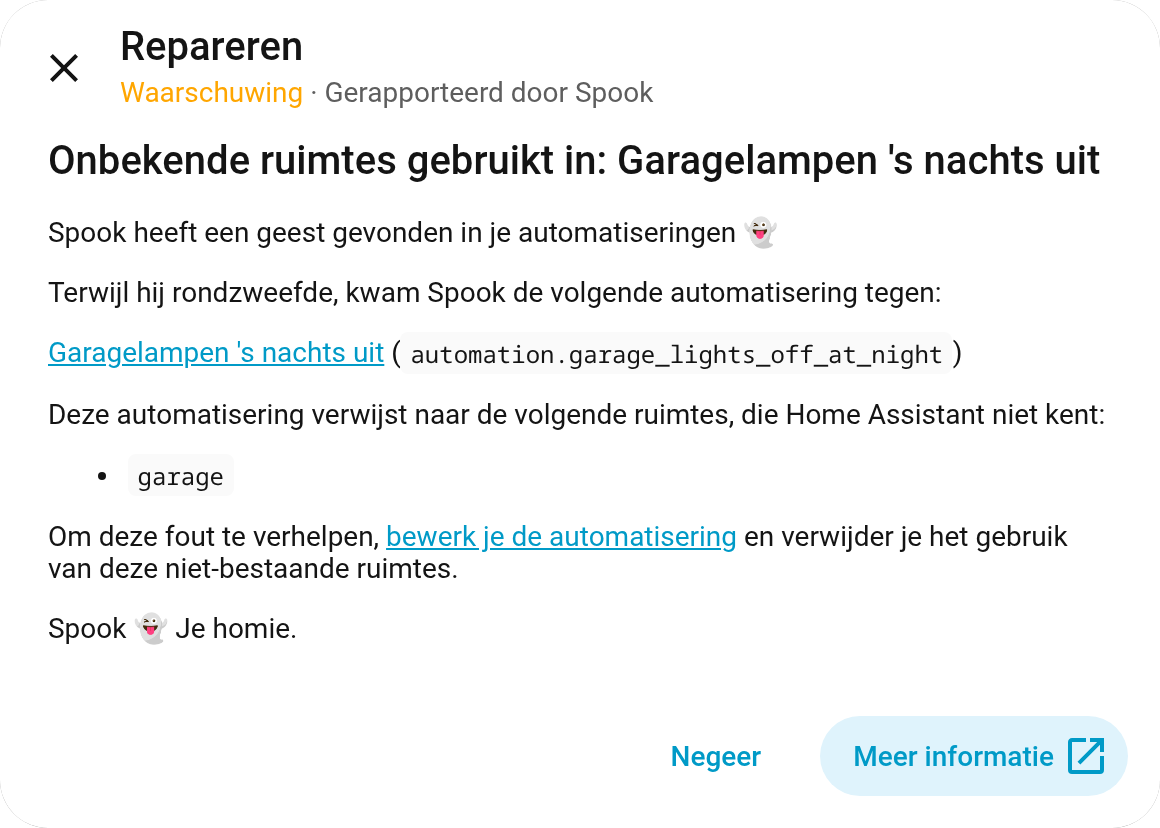 Repareren
Waarschuwing · Gerapporteerd door Spook
Onbekende ruimtes gebruikt in: Garagelampen 's nachts uit
Spook heeft een geest gevonden in je automatiseringen 👻
Terwijl hij rondzweefde, kwam Spook de volgende automatisering tegen:
Garagelampen 's nachts uit (automation.garage_lights_off_at_night)
Deze automatisering verwijst naar de volgende ruimtes, die Home Assistant niet kent:
• garage
Om deze fout te verhelpen, bewerk je de automatisering en verwijder je het gebruik
van deze niet-bestaande ruimtes.
Spook 👻 Je homie.
Negeer
Meer informatie